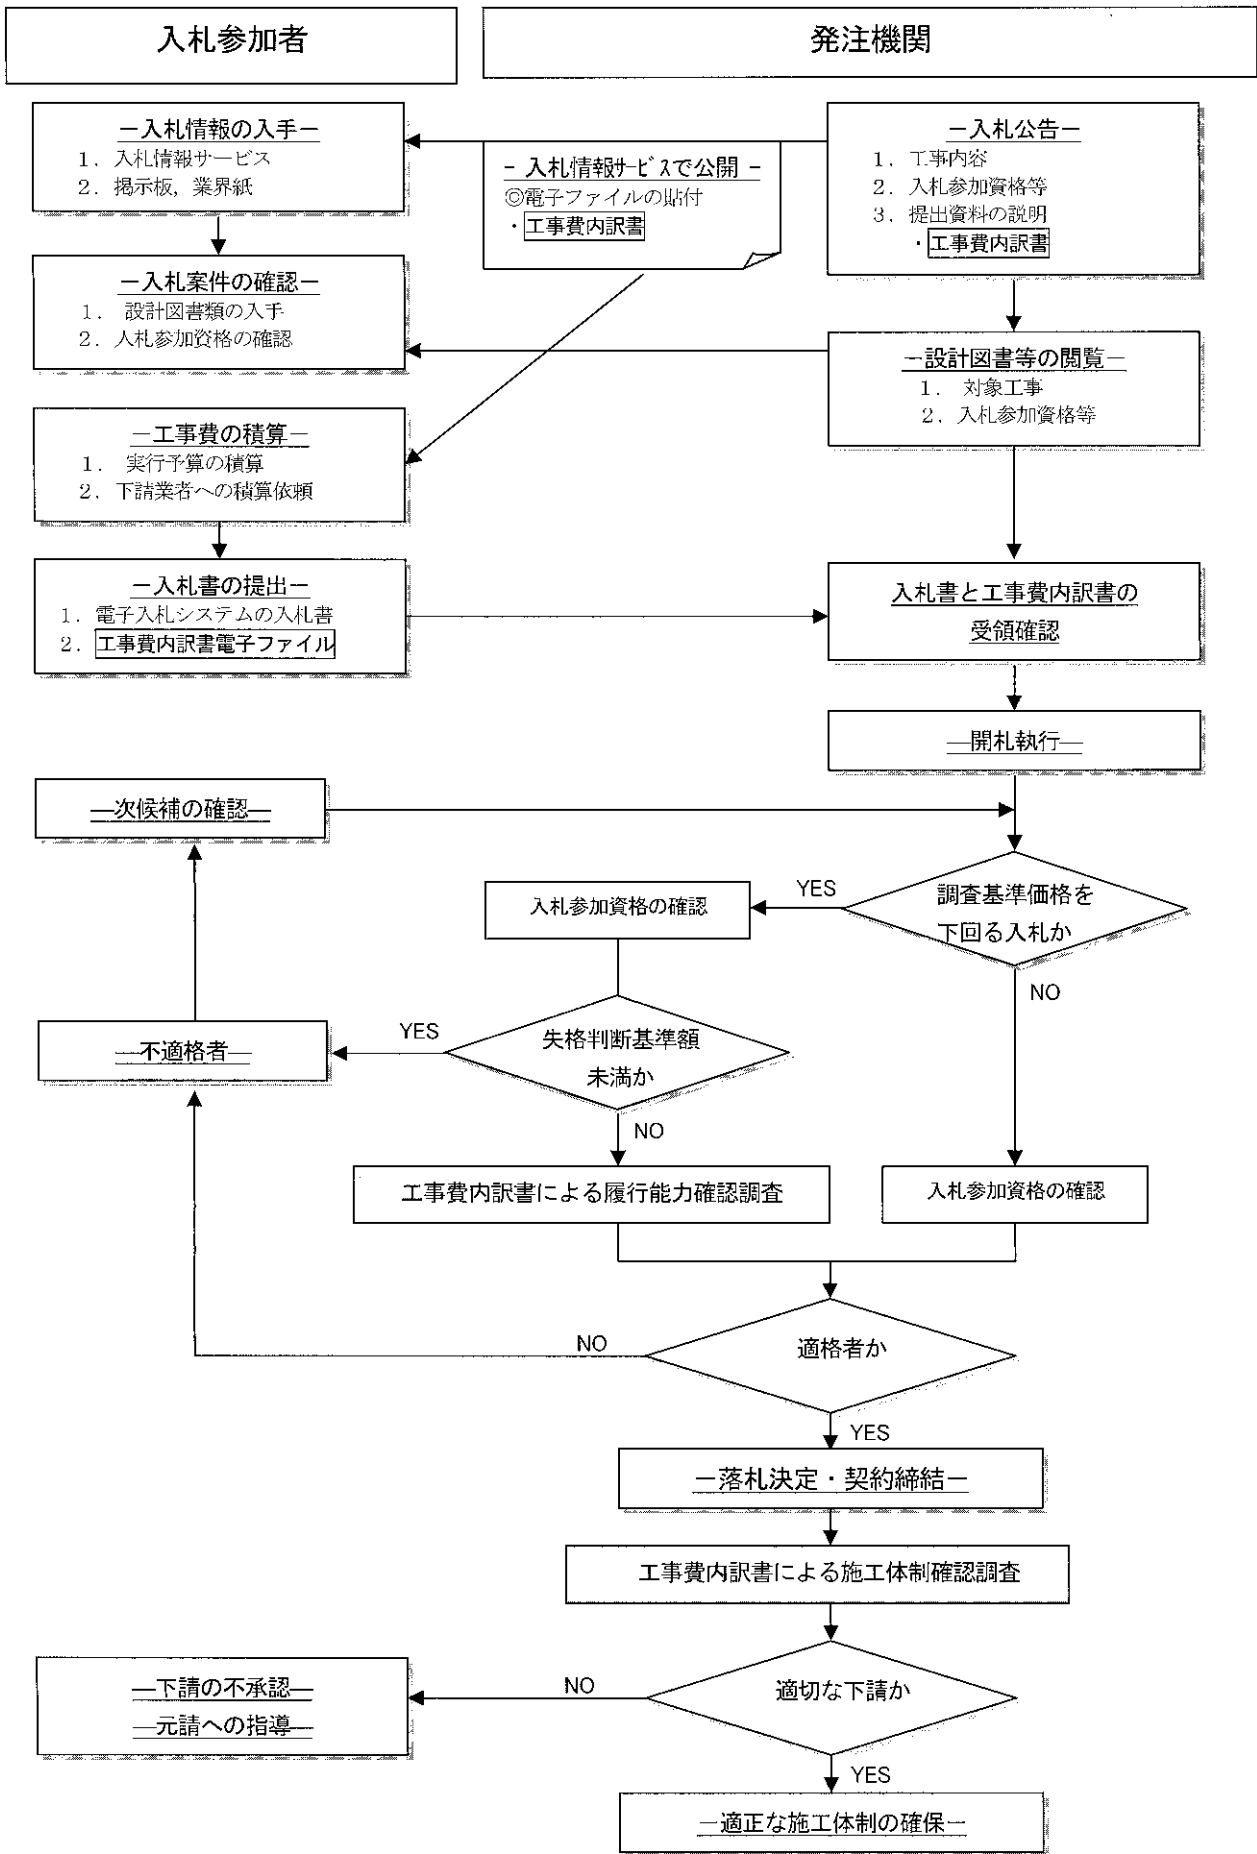 入札参加者
発注機関
－入札情報の入手－
1．入札情報サービス
2．掲示板，業界紙
－ 入札情報サービスで公開 －
◎電子ファイルの貼付
・工事費内訳書
－入札公告－
1．工事内容
2．入札参加資格等
3．提出資料の説明
・工事費内訳書
－入札案件の確認－
1． 設計図書類の入手
2．入札参加資格の確認
－設計図書等の閲覧－
1． 対象工事
2．入札参加資格等
－工事費の積算－
1． 実行予算の積算
2．下請業者への積算依頼
－入札書の提出－
1．電子入札システムの入札書
2．工事費内訳書電子ファイル
入札書と工事費内訳書の
受領確認
―開札執行―
―次候補の確認―
調査基準価格を
下回る入札か
YES
入札参加資格の確認
NO
失格判断基準額
未満か
YES
―不適格者―
NO
工事費内訳書による履行能力確認調査
入札参加資格の確認
適格者か
NO
YES
－落札決定・契約締結－
工事費内訳書による施工体制確認調査
適切な下請か
NO
―下請の不承認―
―元請への指導―
YES
－適正な施工体制の確保－